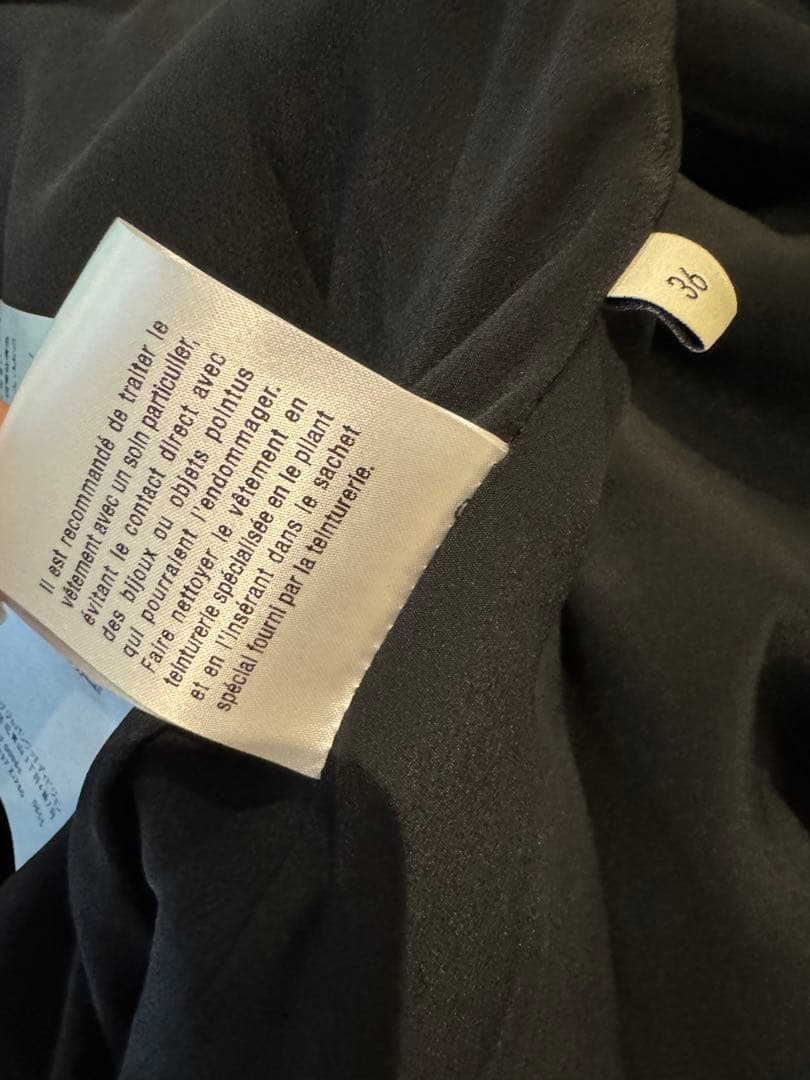 Il est recommandé de traiter le
vêtement avec un soin particulier,
évitant le contact direct avec
des bijoux ou objets pointus
qui pourraient l'endommager.
Faire nettoyer le vêtement en
teinturerie spécialisée en le pliant
et en l'insérant dans le sachet
spécial fourni par la teinturerie.
36